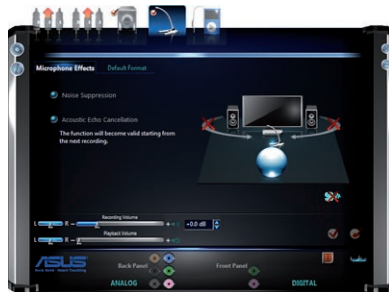 Microphone Effects Default Format
Noise Suppression
Acoustic Echo Cancellation
The function will become valid starting from
the next recording.
Recording Volume
L R - + +0.0 dB
Playback Volume
L R - +
ASUS
Back Panel Front Panel
ANALOG DIGITAL